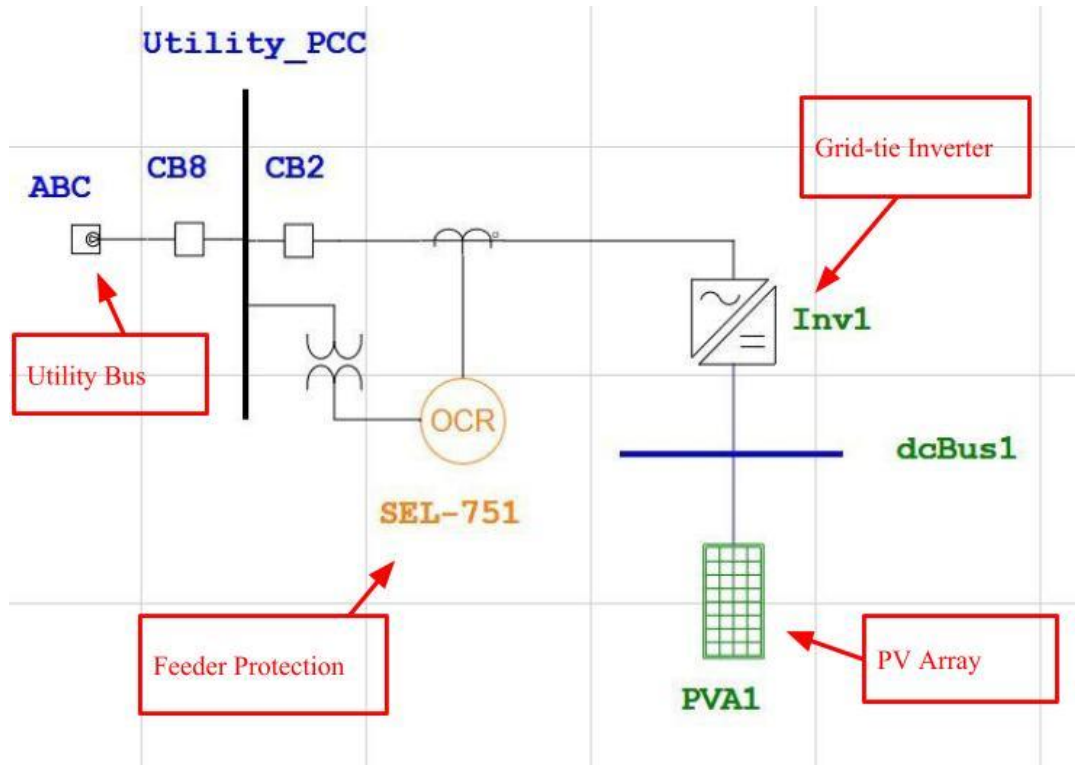 Utility_PCC
Grid-tie Inverter
CB8
CB2
ABC
Inv1
Utility Bus
OCR
dcBus1
SEL-751
Feeder Protection
PV Array
PVA1